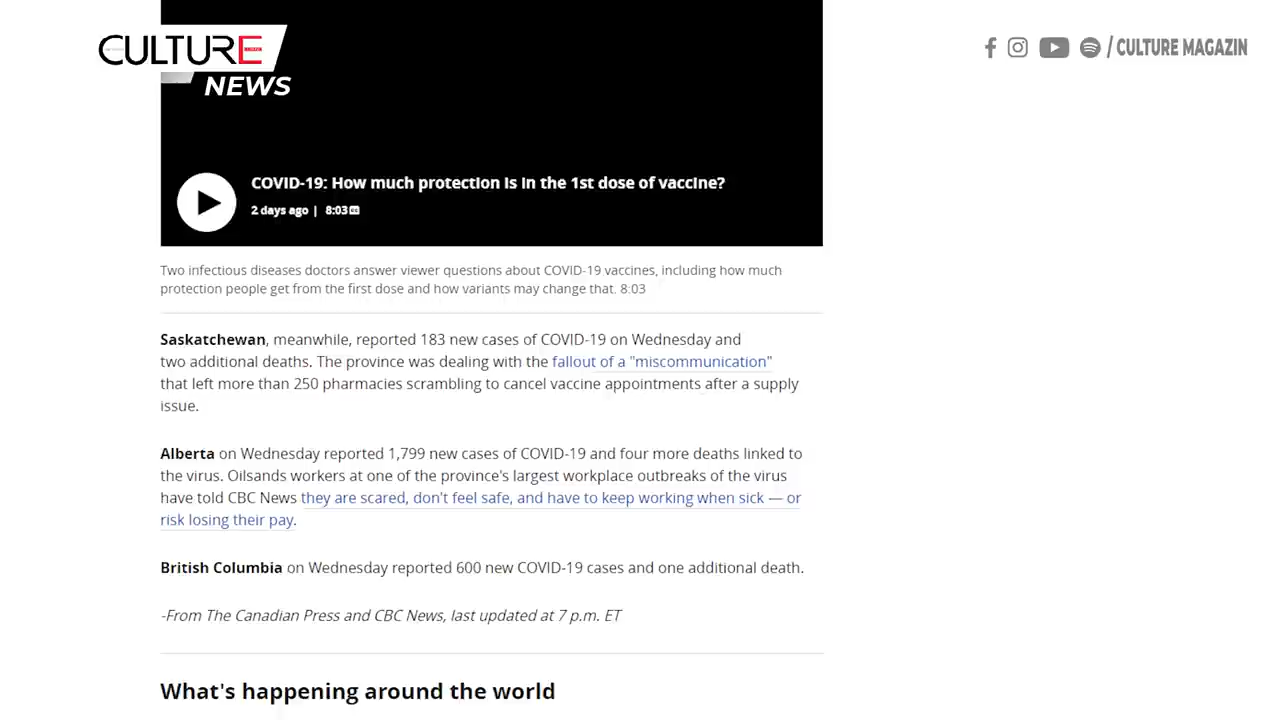 CULTURE
NEWS
/ CULTURE MAGAZIN
COVID-19: How much protection is in the 1st dose of vaccine?
2 days ago | 8:03
Two infectious diseases doctors answer viewer questions about COVID-19 vaccines, including how much
protection people get from the first dose and how variants may change that. 8:03
Saskatchewan, meanwhile, reported 183 new cases of COVID-19 on Wednesday and
two additional deaths. The province was dealing with the fallout of a "miscommunication"
that left more than 250 pharmacies scrambling to cancel vaccine appointments after a supply
issue.
Alberta on Wednesday reported 1,799 new cases of COVID-19 and four more deaths linked to
the virus. Oilsands workers at one of the province's largest workplace outbreaks of the virus
have told CBC News they are scared, don't feel safe, and have to keep working when sick — or
risk losing their pay.
British Columbia on Wednesday reported 600 new COVID-19 cases and one additional death.
-From The Canadian Press and CBC News, last updated at 7 p.m. ET
What's happening around the world